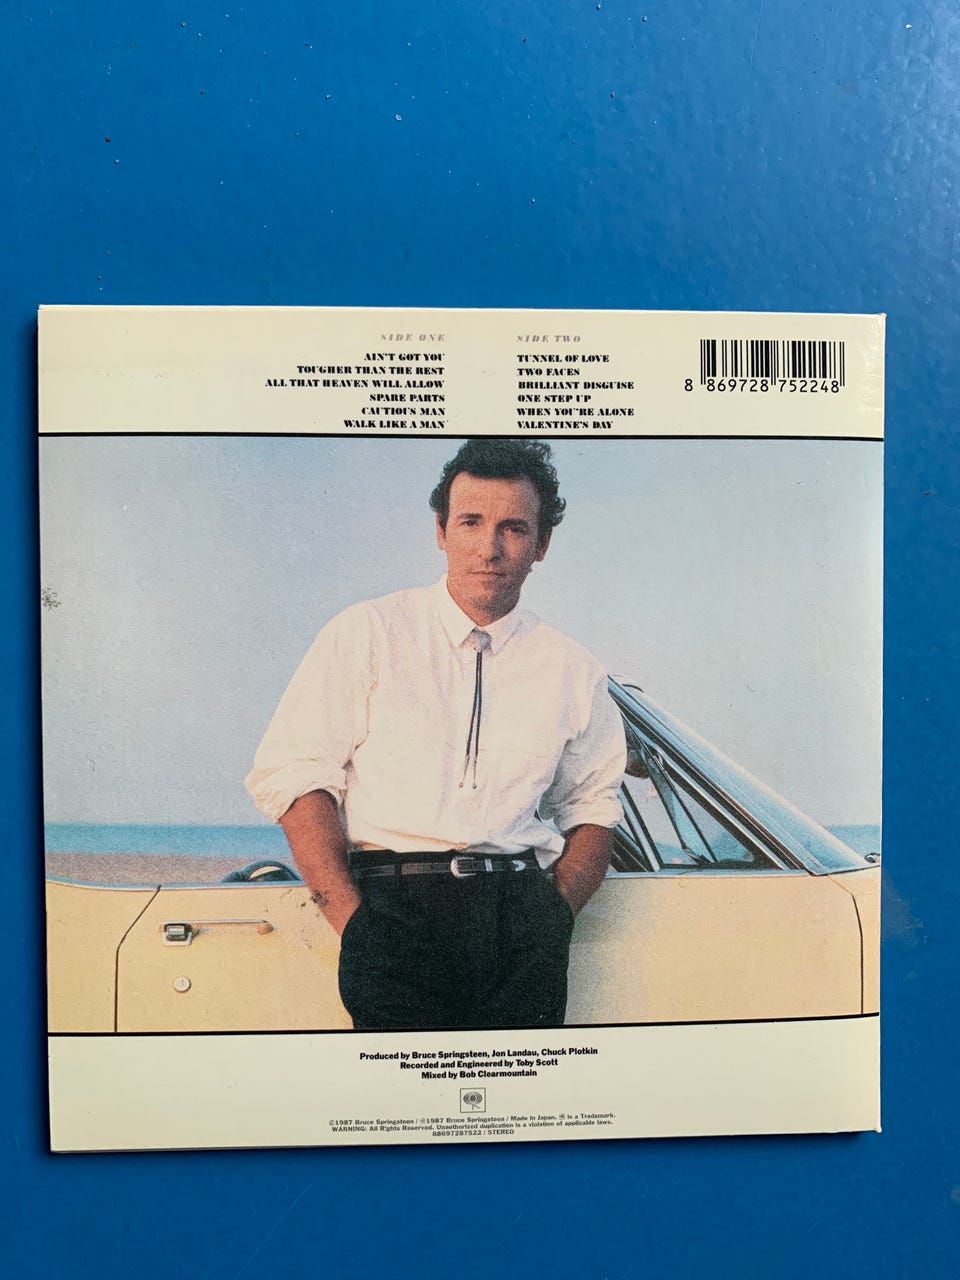 SIDE ONE
AIN'T GOT YOU
TOUGHER THAN THE REST
ALL THAT HEAVEN WILL ALLOW
SPARE PARTS
CAUTIOUS MAN
WALK LIKE A MAN
SIDE TWO
TUNNEL OF LOVE
TWO FACES
BRILLIANT DISGUISE
ONE STEP UP
WHEN YOU'RE ALONE
VALENTINE'S DAY
8 869728 752248
Produced by Bruce Springsteen, Jon Landau, Chuck Plotkin
Recorded and Engineered by Toby Scott
Mixed by Bob Clearmountain
©1987 Bruce Springsteen / ℗1987 Bruce Springsteen / Made in Japan. is a Trademark.
WARNING: All Rights Reserved. Unauthorized duplication is a violation of applicable laws.
88697287522 / STEREO